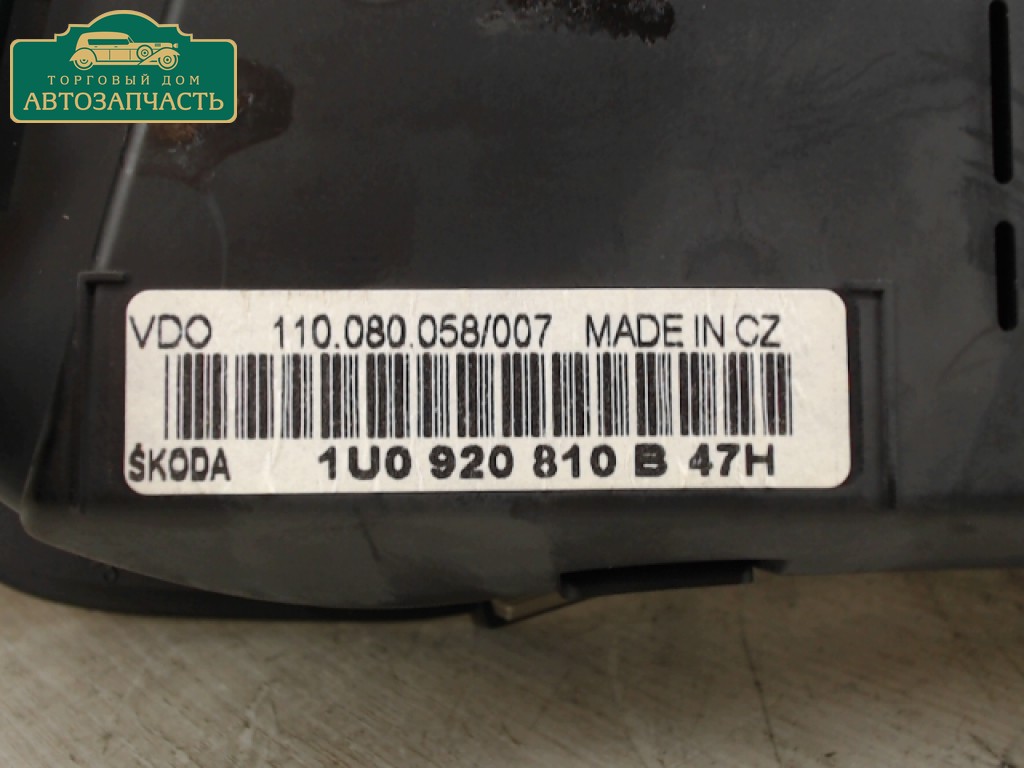 ТОРГОВЫЙ ДОМ
АВТОЗАПЧАСТЬ
VDO 110.080.058/007 MADE IN CZ
ŠKODA 1U0 920 810 B 47H